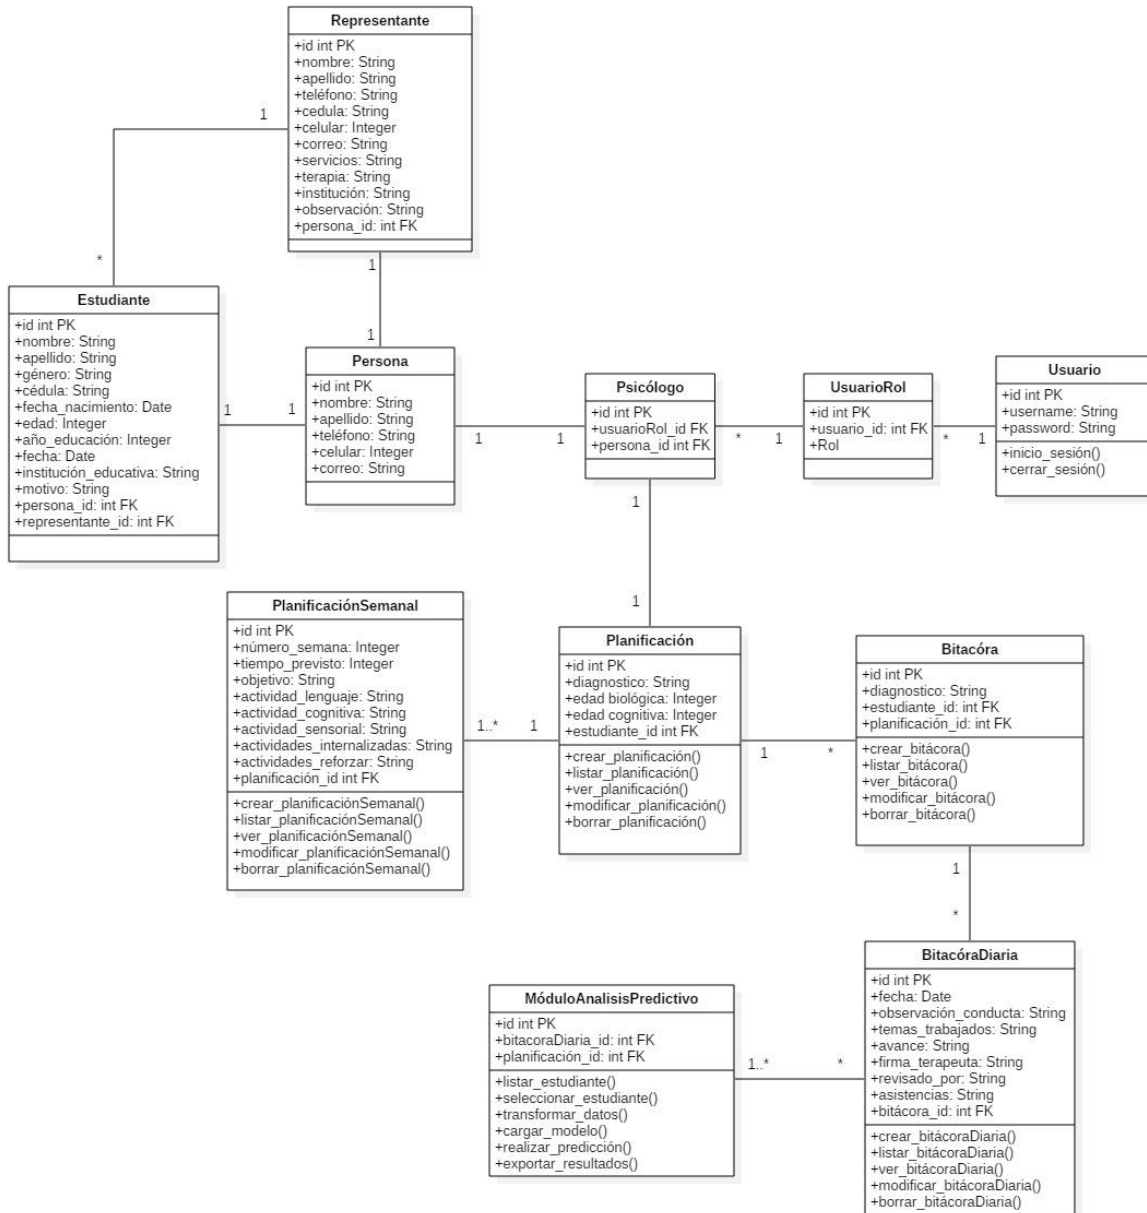 Representante
+id int PK
+nombre: String
+apellido: String
+teléfono: String
+cedula: String
+celular: Integer
+correo: String
+servicios: String
+terapia: String
+institución: String
+observación: String
+persona_id: int FK
1
*
1
1
Estudiante
+id int PK
+nombre: String
+apellido: String
+género: String
+cédula: String
+fecha_nacimiento: Date
+edad: Integer
+año_educación: Integer
+fecha: Date
+institución_educativa: String
+motivo: String
+persona_id: int FK
+representante_id: int FK
1
1
Persona
+id int PK
+nombre: String
+apellido: String
+teléfono: String
+celular: Integer
+correo: String
1
1
Psicólogo
+id int PK
+usuarioRol_id FK
+persona_id int FK
*
1
UsuarioRol
+id int PK
+usuario_id: int FK
+Rol
*
1
Usuario
+id int PK
+username: String
+password: String
+inicio_sesión()
+cerrar_sesión()
1
1
PlanificaciónSemanal
+id int PK
+número_semana: Integer
+tiempo_previsto: Integer
+objetivo: String
+actividad_lenguaje: String
+actividad_cognitiva: String
+actividad_sensorial: String
+actividades_internalizadas: String
+actividades_reforzar: String
+planificación_id int FK
+crear_planificaciónSemanal()
+listar_planificaciónSemanal()
+ver_planificaciónSemanal()
+modificar_planificaciónSemanal()
+borrar_planificaciónSemanal()
1..*
1
Planificación
+id int PK
+diagnostico: String
+edad biológica: Integer
+edad cognitiva: Integer
+estudiante_id int FK
+crear_planificación()
+listar_planificación()
+ver_planificación()
+modificar_planificación()
+borrar_planificación()
1
*
Bitacóra
+id int PK
+diagnostico: String
+estudiante_id: int FK
+planificación_id: int FK
+crear_bitácora()
+listar_bitácora()
+ver_bitácora()
+modificar_bitácora()
+borrar_bitácora()
1
*
MóduloAnalisisPredictivo
+id int PK
+bitacoraDiaria_id: int FK
+planificación_id: int FK
+listar_estudiante()
+seleccionar_estudiante()
+transformar_datos()
+cargar_modelo()
+realizar_predicción()
+exportar_resultados()
1..*
*
BitacóraDiaria
+id int PK
+fecha: Date
+observación_conducta: String
+temas_trabajados: String
+avance: String
+firma_terapeuta: String
+revisado_por: String
+asistencias: String
+bitácora_id: int FK
+crear_bitácoraDiaria()
+listar_bitácoraDiaria()
+ver_bitácoraDiaria()
+modificar_bitácoraDiaria()
+borrar_bitácoraDiaria()